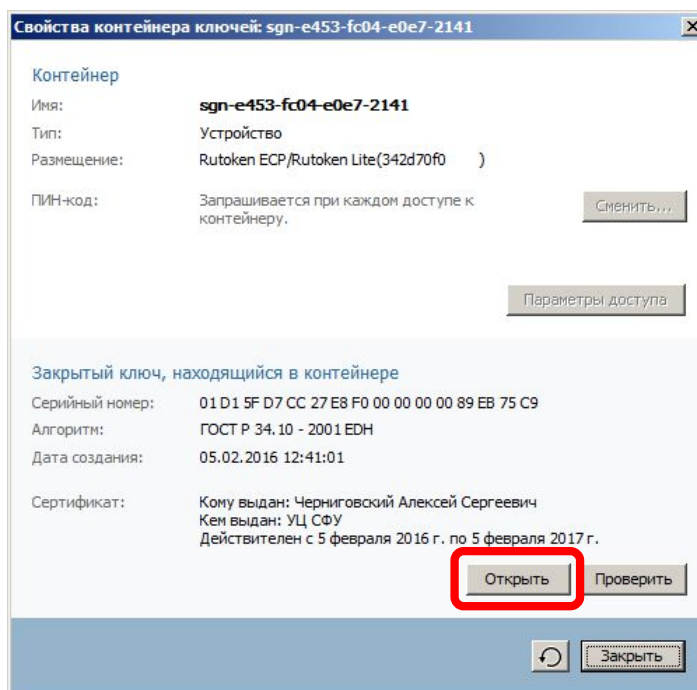 Свойства контейнера ключей: sgn-e453-fc04-e0e7-2141
Контейнер
Имя: sgn-e453-fc04-e0e7-2141
Тип: Устройство
Размещение: Rutoken ECP/Rutoken Lite(342d70f0 )
ПИН-код: Запрашивается при каждом доступе к
контейнеру.
Сменить...
Параметры доступа
Закрытый ключ, находящийся в контейнере
Серийный номер: 01 D1 5F D7 CC 27 E8 F0 00 00 00 00 89 EB 75 C9
Алгоритм: ГОСТ Р 34.10 - 2001 EDH
Дата создания: 05.02.2016 12:41:01
Сертификат: Кому выдан: Черниговский Алексей Сергеевич
Кем выдан: УЦ СФУ
Действителен с 5 февраля 2016 г. по 5 февраля 2017 г.
Открыть Проверить
Закрыть